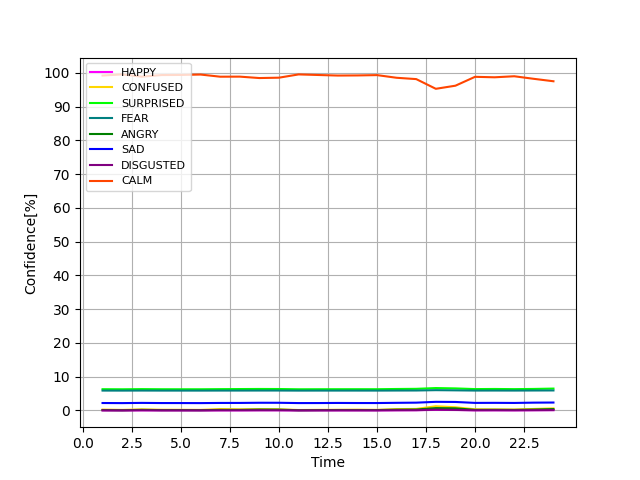 HAPPY
CONFUSED
SURPRISED
FEAR
ANGRY
SAD
DISGUSTED
CALM
100
90
80
70
60
50
40
30
20
10
0
Confidence[%]
0.0 2.5 5.0 7.5 10.0 12.5 15.0 17.5 20.0 22.5
Time